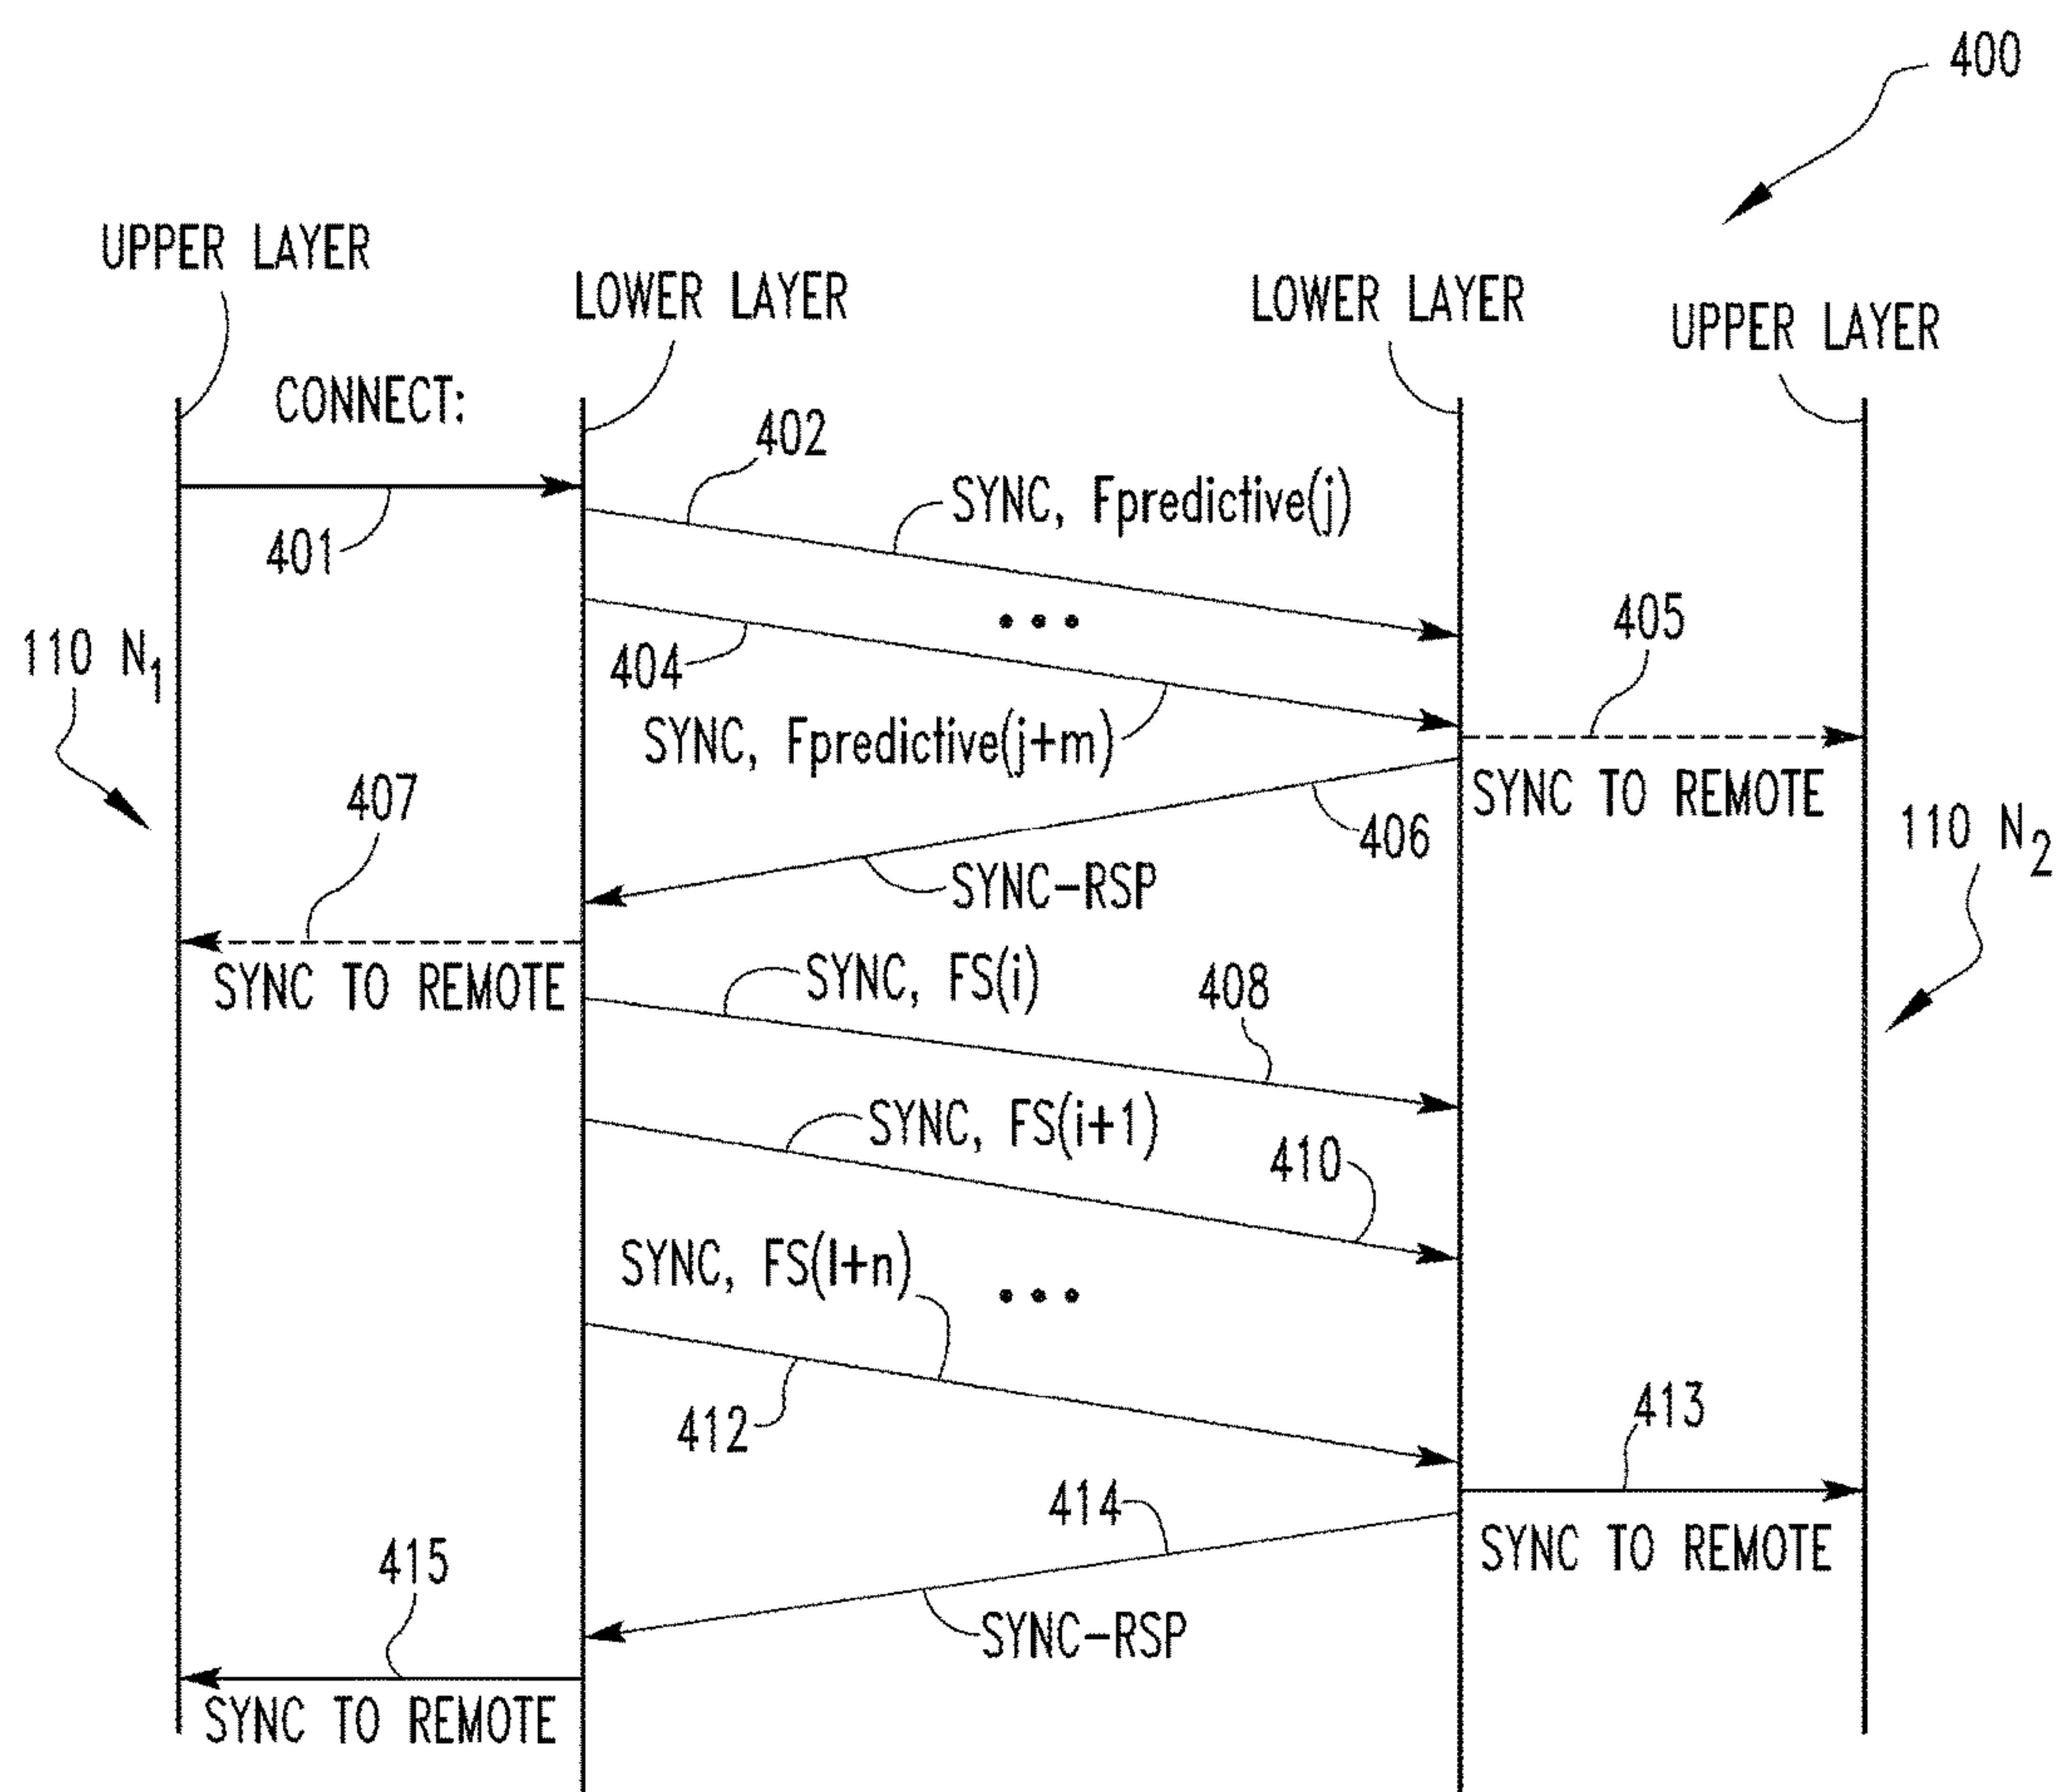 400
UPPER LAYER
LOWER LAYER
LOWER LAYER
UPPER LAYER
CONNECT:
402
SYNC, Fpredictive(j)
401
405
110 N1
404
SYNC, Fpredictive(j+m)
407
SYNC TO REMOTE
406
110 N2
SYNC-RSP
SYNC TO REMOTE
SYNC, FS(i)
408
SYNC, FS(i+1)
410
SYNC, FS(I+n)
412
413
414
SYNC TO REMOTE
415
SYNC-RSP
SYNC TO REMOTE